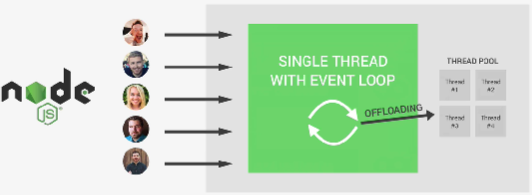 node
JS
SINGLE THREAD
WITH EVENT LOOP
OFFLOADING
THREAD POOL
Thread
#1
Thread
#2
Thread
#3
Thread
#4